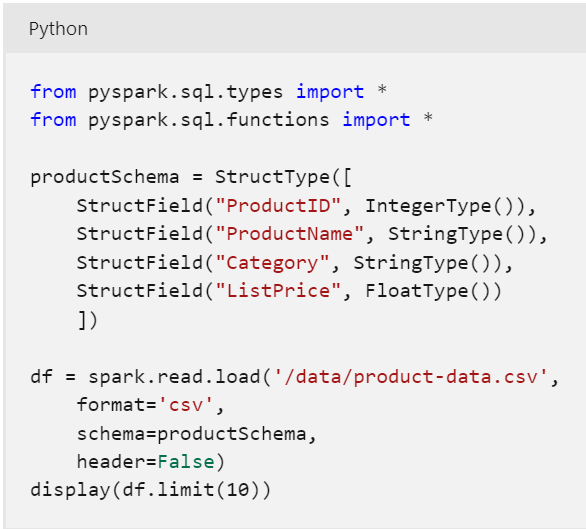 Python
from pyspark.sql.types import *
from pyspark.sql.functions import *
productSchema = StructType([
    StructField("ProductID", IntegerType()),
    StructField("ProductName", StringType()),
    StructField("Category", StringType()),
    StructField("ListPrice", FloatType())
    ])
df = spark.read.load('/data/product-data.csv',
    format='csv',
    schema=productSchema,
    header=False)
display(df.limit(10))